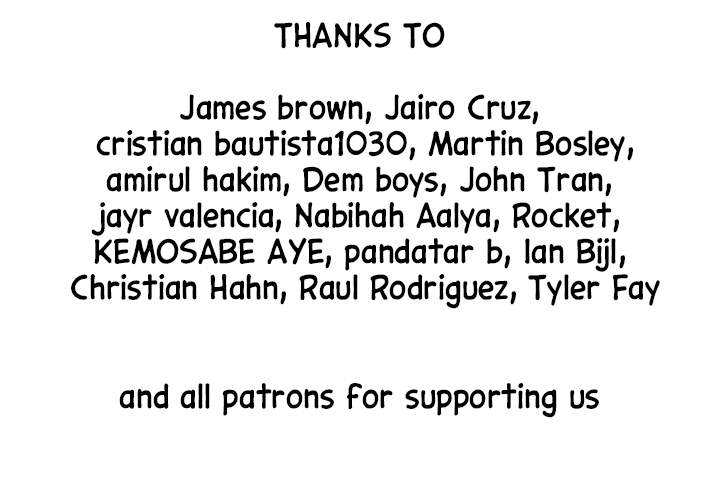 THANKS TO
James brown, Jairo Cruz,
cristian bautista1030, Martin Bosley,
amirul hakim, Dem boys, John Tran,
jayr valencia, Nabihah Aalya, Rocket,
KEMOSABE AYE, pandatar b, Ian Bijl,
Christian Hahn, Raul Rodriguez, Tyler Fay
and all patrons for supporting us